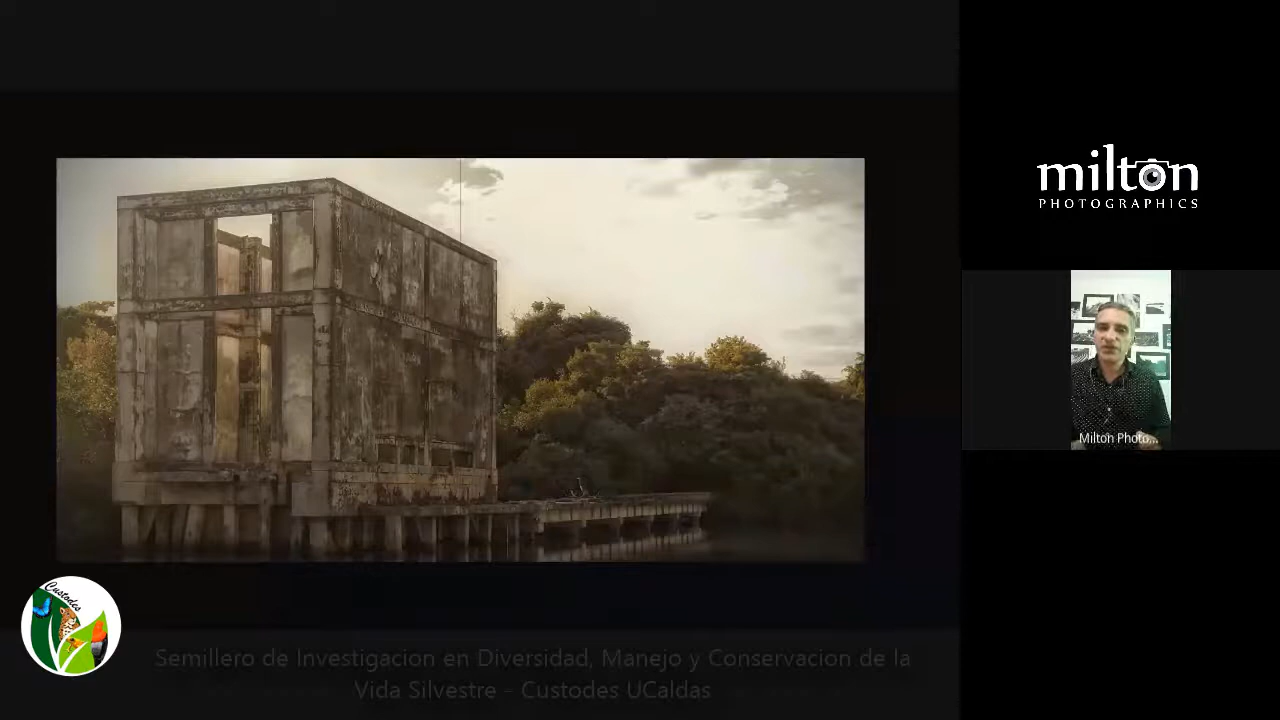 milton
PHOTOGRAPHICS
Milton Photo...
Custodes
Semillero de Investigacion en Diversidad, Manejo y Conservacion de la
Vida Silvestre - Custodes UCaldas